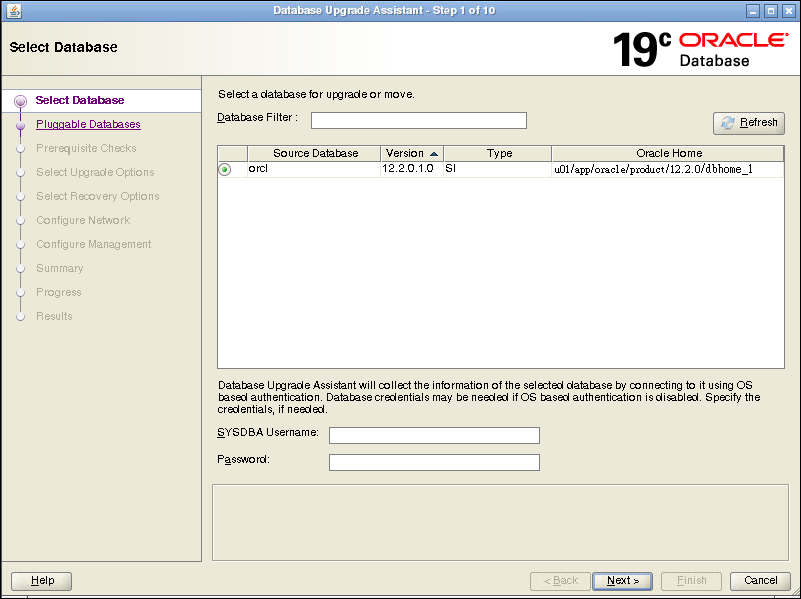 Database Upgrade Assistant - Step 1 of 10
Select Database
19c ORACLE
Database
Select Database
Pluggable Databases
Prerequisite Checks
Select Upgrade Options
Select Recovery Options
Configure Network
Configure Management
Summary
Progress
Results
Select a database for upgrade or move.
Database Filter :
Refresh
Source Database Version Type Oracle Home
orcl 12.2.0.1.0 SI u01/app/oracle/product/12.2.0/dbhome_1
Database Upgrade Assistant will collect the information of the selected database by connecting to it using OS
based authentication. Database credentials may be needed if OS based authentication is disabled. Specify the
credentials, if needed.
SYSDBA Username:
Password:
Help < Back Next > Finish Cancel